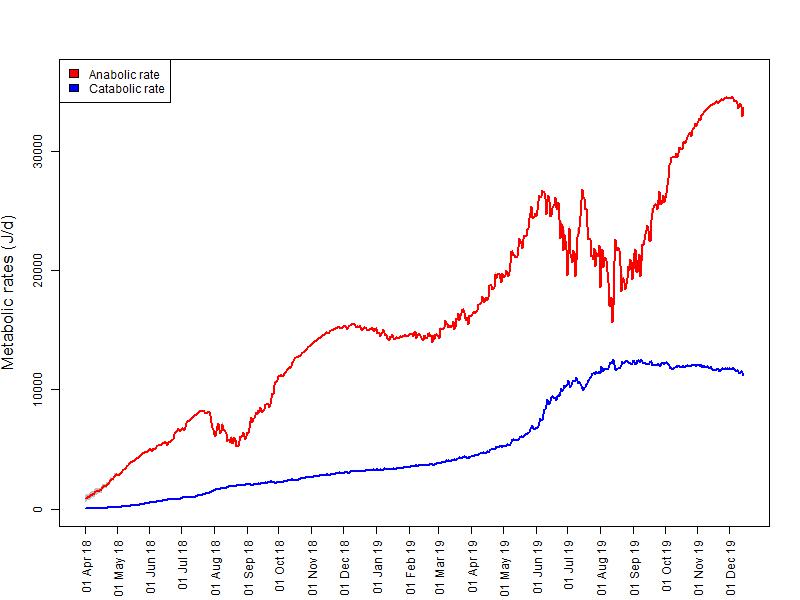 Anabolic rate
Catabolic rate
Metabolic rates (J/d)
30000
20000
10000
0
01 Apr 18
01 May 18
01 Jun 18
01 Jul 18
01 Aug 18
01 Sep 18
01 Oct 18
01 Nov 18
01 Dec 18
01 Jan 19
01 Feb 19
01 Mar 19
01 Apr 19
01 May 19
01 Jun 19
01 Jul 19
01 Aug 19
01 Sep 19
01 Oct 19
01 Nov 19
01 Dec 19